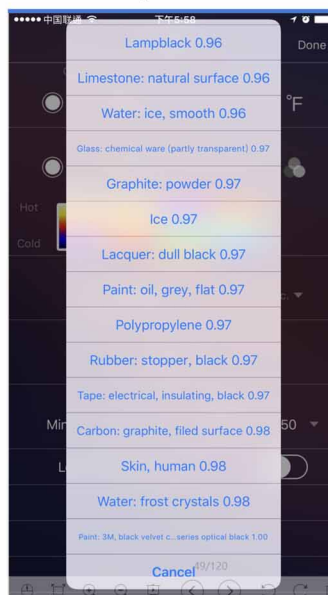 中国联通 下午5:58
Done
Lampblack 0.96
Limestone: natural surface 0.96
Water: ice, smooth 0.96
°F
Glass: chemical ware (partly transparent) 0.97
Graphite: powder 0.97
Hot
Ice 0.97
Cold
Lacquer: dull black 0.97
Paint: oil, grey, flat 0.97
Polypropylene 0.97
Rubber: stopper, black 0.97
Tape: electrical, insulating, black 0.97
Carbon: graphite, filed surface 0.98
Skin, human 0.98
Water: frost crystals 0.98
Paint: 3M, black velvet c...series optical black 1.00
49/120
Cancel